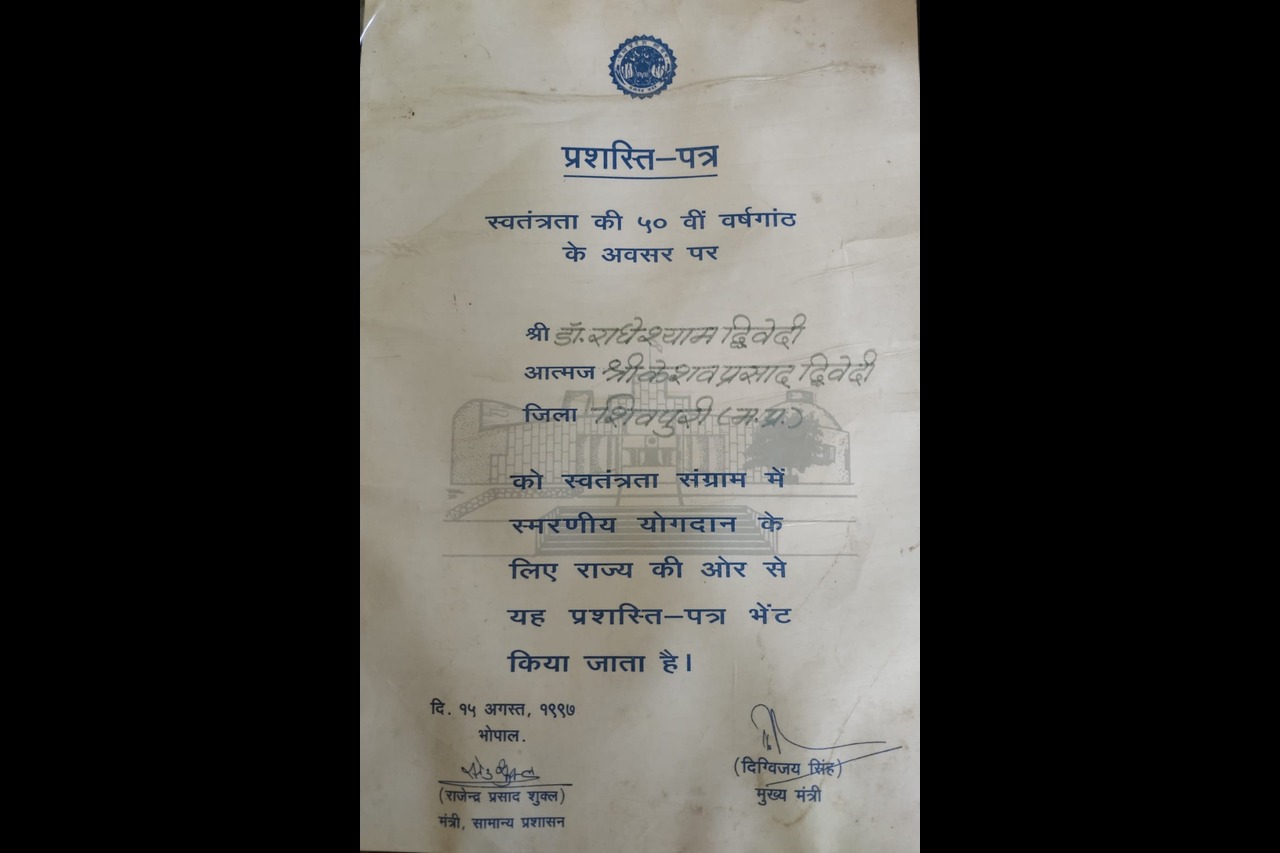 प्रशस्ति–पत्र
स्वतंत्रता की ५० वीं वर्षगांठ
के अवसर पर
श्री डॉ. राधेश्याम द्विवेदी
आत्मज श्री केशव प्रसाद द्विवेदी
जिला शिवपुरी (म.प्र.)
को स्वतंत्रता संग्राम में
स्मरणीय योगदान के
लिए राज्य की ओर से
यह प्रशस्ति–पत्र भेंट
किया जाता है।
दि. १५ अगस्त, १९९७
भोपाल.
(राजेन्द्र प्रसाद शुक्ल)
मंत्री, सामान्य प्रशासन
(दिग्विजय सिंह)
मुख्य मंत्री